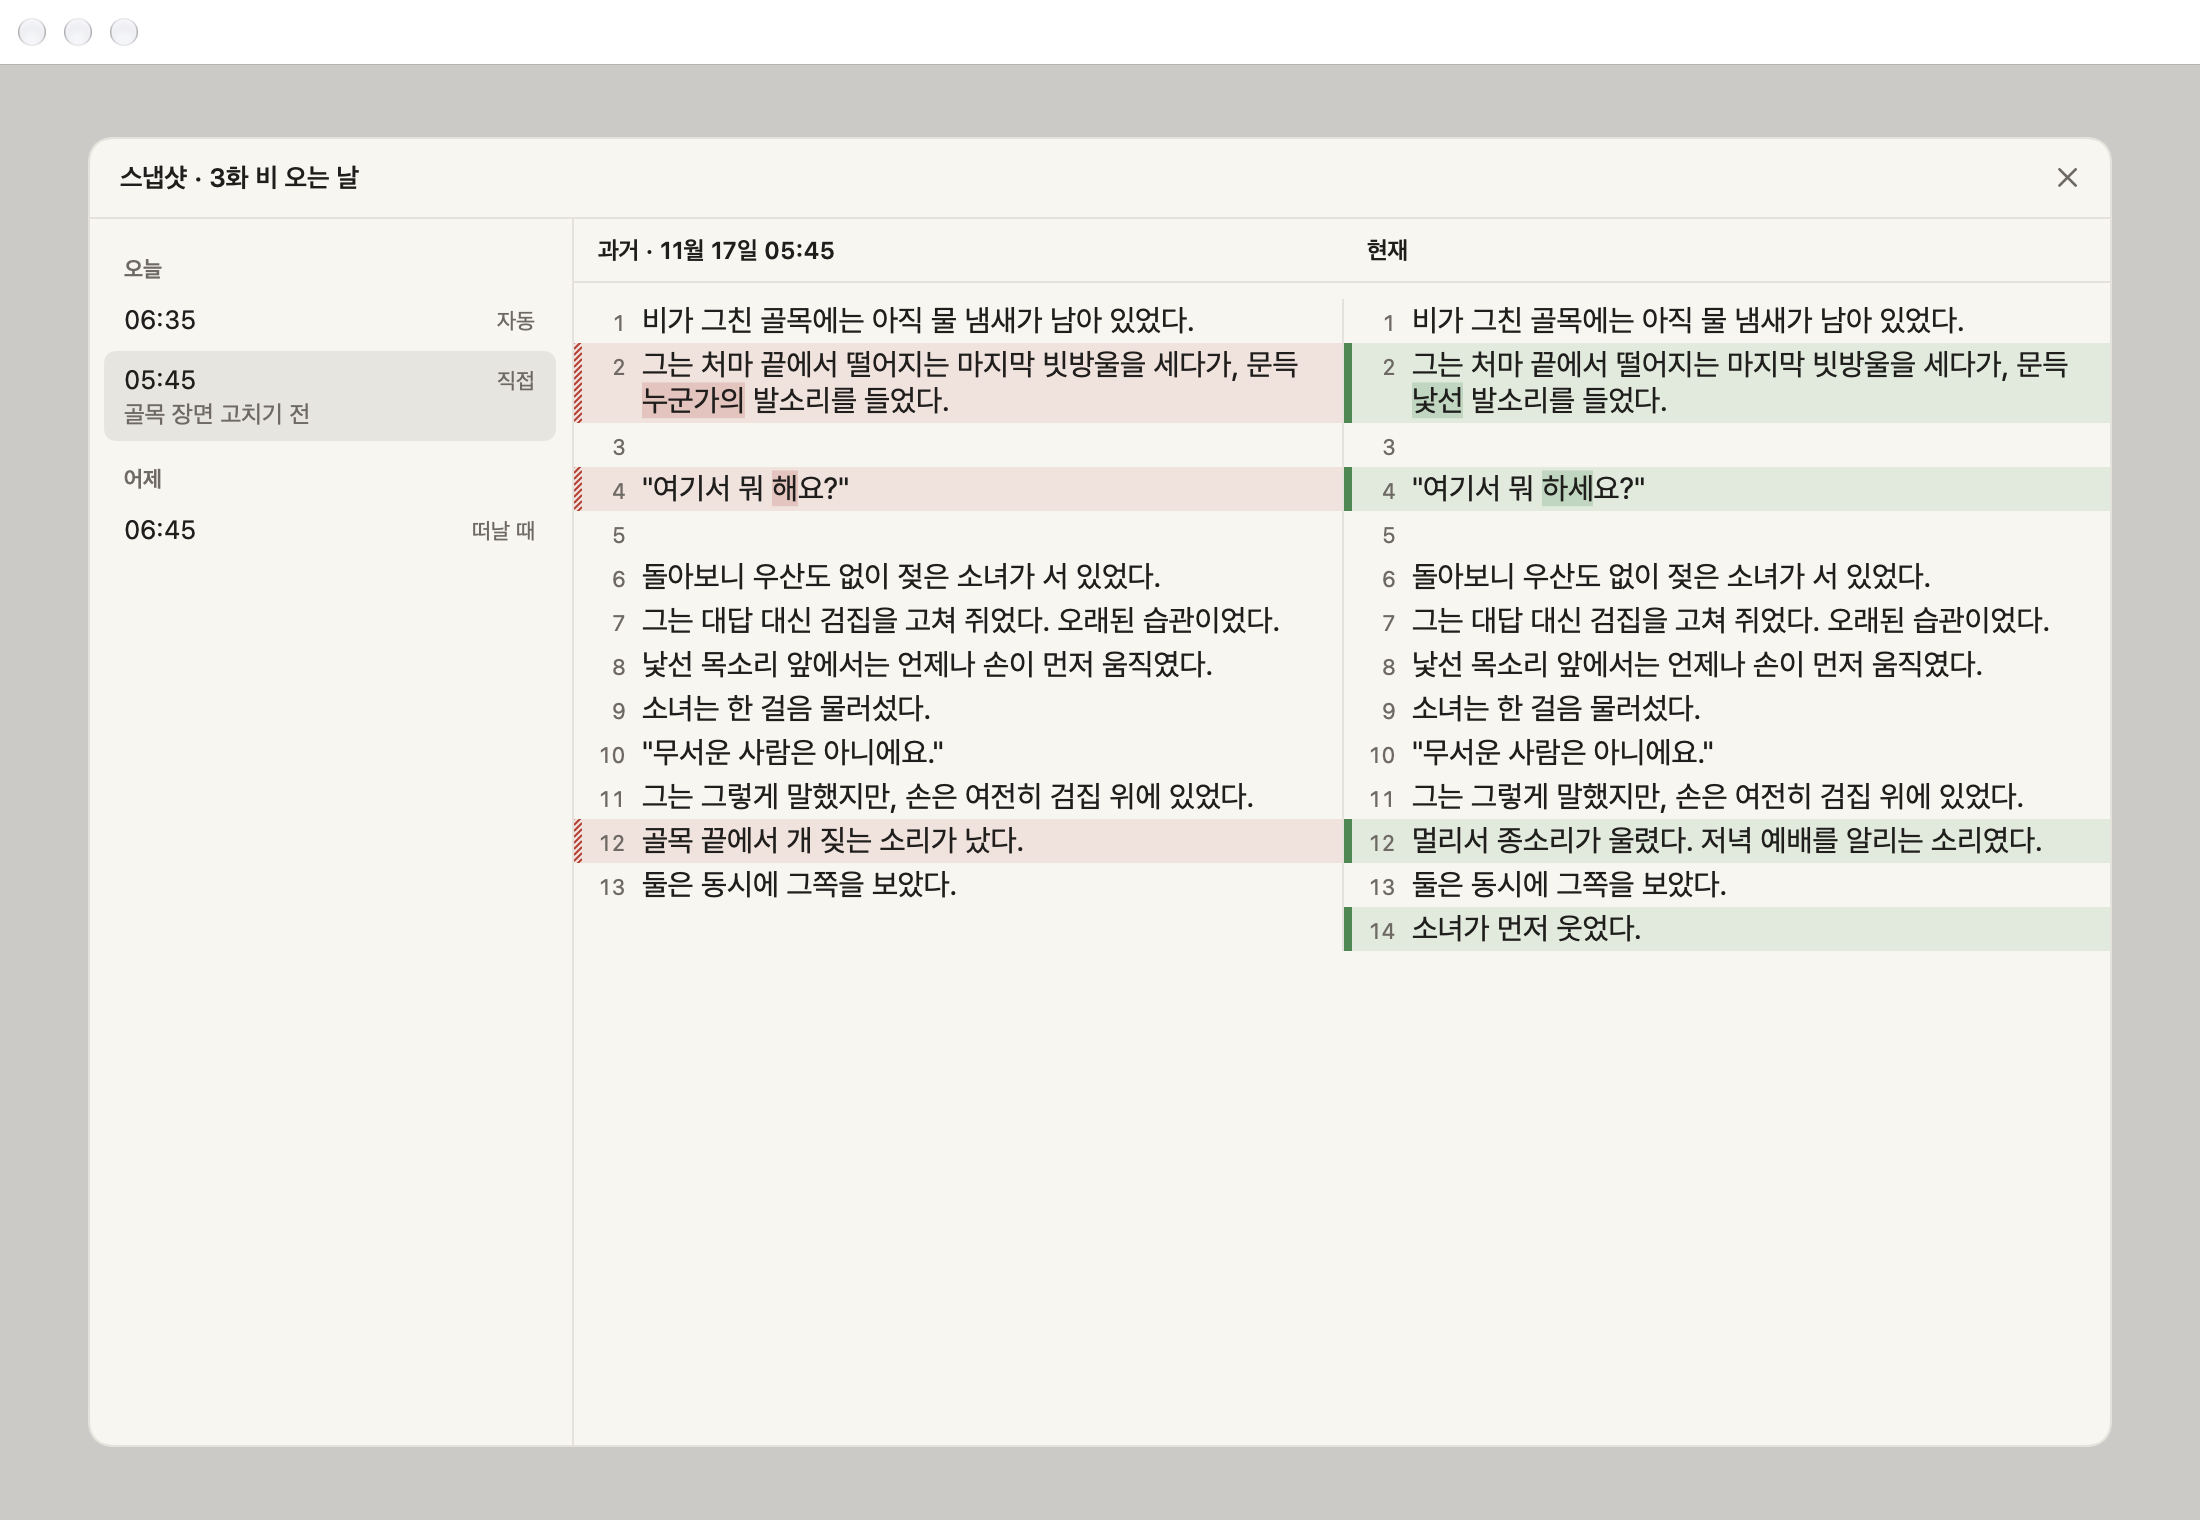 스냅샷 · 3화 비 오는 날
오늘
06:35 자동
05:45 직접
골목 장면 고치기 전
어제
06:45 떠날 때
과거 · 11월 17일 05:45
1 비가 그친 골목에는 아직 물 냄새가 남아 있었다.
2 그는 처마 끝에서 떨어지는 마지막 빗방울을 세다가, 문득
누군가의 발소리를 들었다.
3
4 "여기서 뭐 해요?"
5
6 돌아보니 우산도 없이 젖은 소녀가 서 있었다.
7 그는 대답 대신 검집을 고쳐 쥐었다. 오래된 습관이었다.
8 낯선 목소리 앞에서는 언제나 손이 먼저 움직였다.
9 소녀는 한 걸음 물러섰다.
10 "무서운 사람은 아니에요."
11 그는 그렇게 말했지만, 손은 여전히 검집 위에 있었다.
12 골목 끝에서 개 짖는 소리가 났다.
13 둘은 동시에 그쪽을 보았다.
현재
1 비가 그친 골목에는 아직 물 냄새가 남아 있었다.
2 그는 처마 끝에서 떨어지는 마지막 빗방울을 세다가, 문득
낯선 발소리를 들었다.
3
4 "여기서 뭐 하세요?"
5
6 돌아보니 우산도 없이 젖은 소녀가 서 있었다.
7 그는 대답 대신 검집을 고쳐 쥐었다. 오래된 습관이었다.
8 낯선 목소리 앞에서는 언제나 손이 먼저 움직였다.
9 소녀는 한 걸음 물러섰다.
10 "무서운 사람은 아니에요."
11 그는 그렇게 말했지만, 손은 여전히 검집 위에 있었다.
12 멀리서 종소리가 울렸다. 저녁 예배를 알리는 소리였다.
13 둘은 동시에 그쪽을 보았다.
14 소녀가 먼저 웃었다.